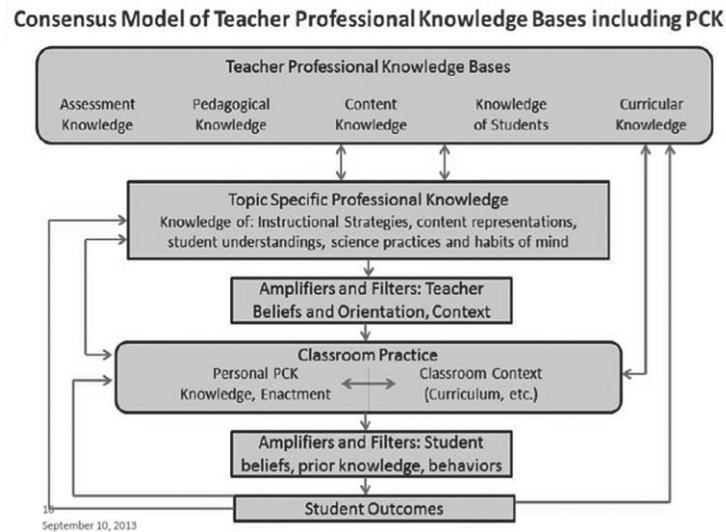 Consensus Model of Teacher Professional Knowledge Bases including PCK
Teacher Professional Knowledge Bases
Assessment
Knowledge
Pedagogical
Knowledge
Content
Knowledge
Knowledge
of Students
Curricular
Knowledge
Topic Specific Professional Knowledge
Knowledge of: Instructional Strategies, content representations,
student understandings, science practices and habits of mind
Amplifiers and Filters: Teacher
Beliefs and Orientation, Context
Classroom Practice
Personal PCK
Knowledge, Enactment
Classroom Context
(Curriculum, etc.)
Amplifiers and Filters: Student
beliefs, prior knowledge, behaviors
Student Outcomes
September 10, 2013